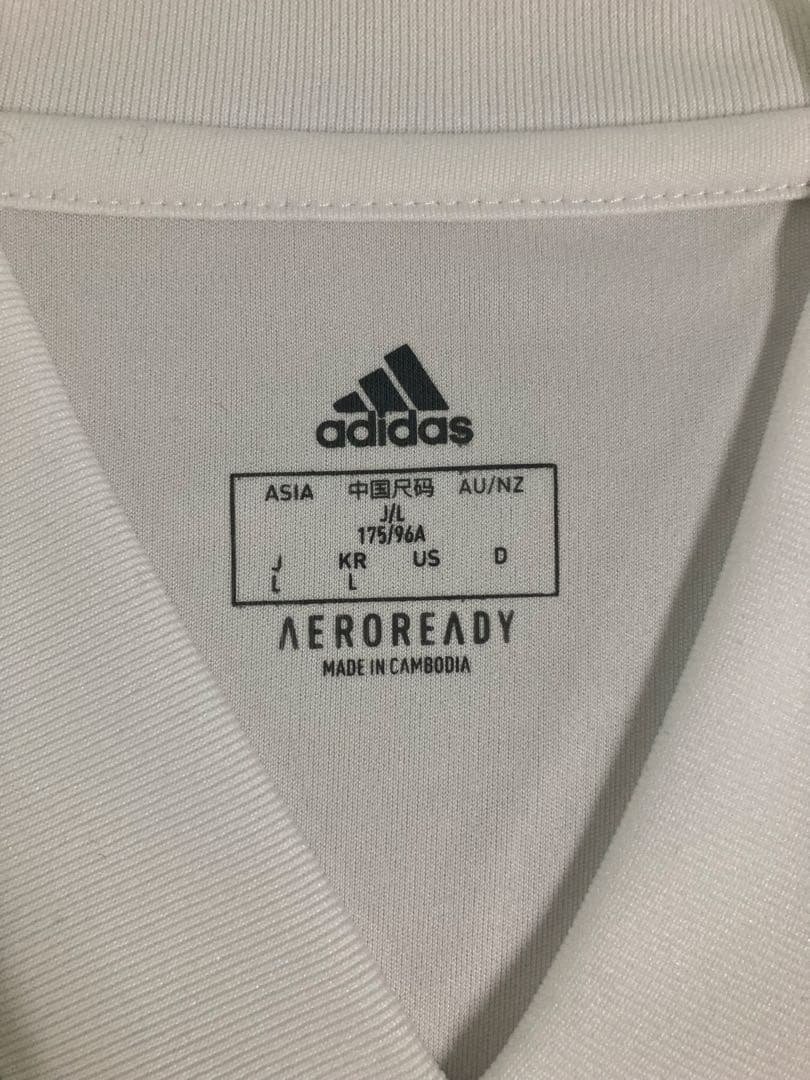 adidas
ASIA 中国尺码 AU/NZ
J/L
175/96A
J KR US D
L L
AEROREADY
MADE IN CAMBODIA